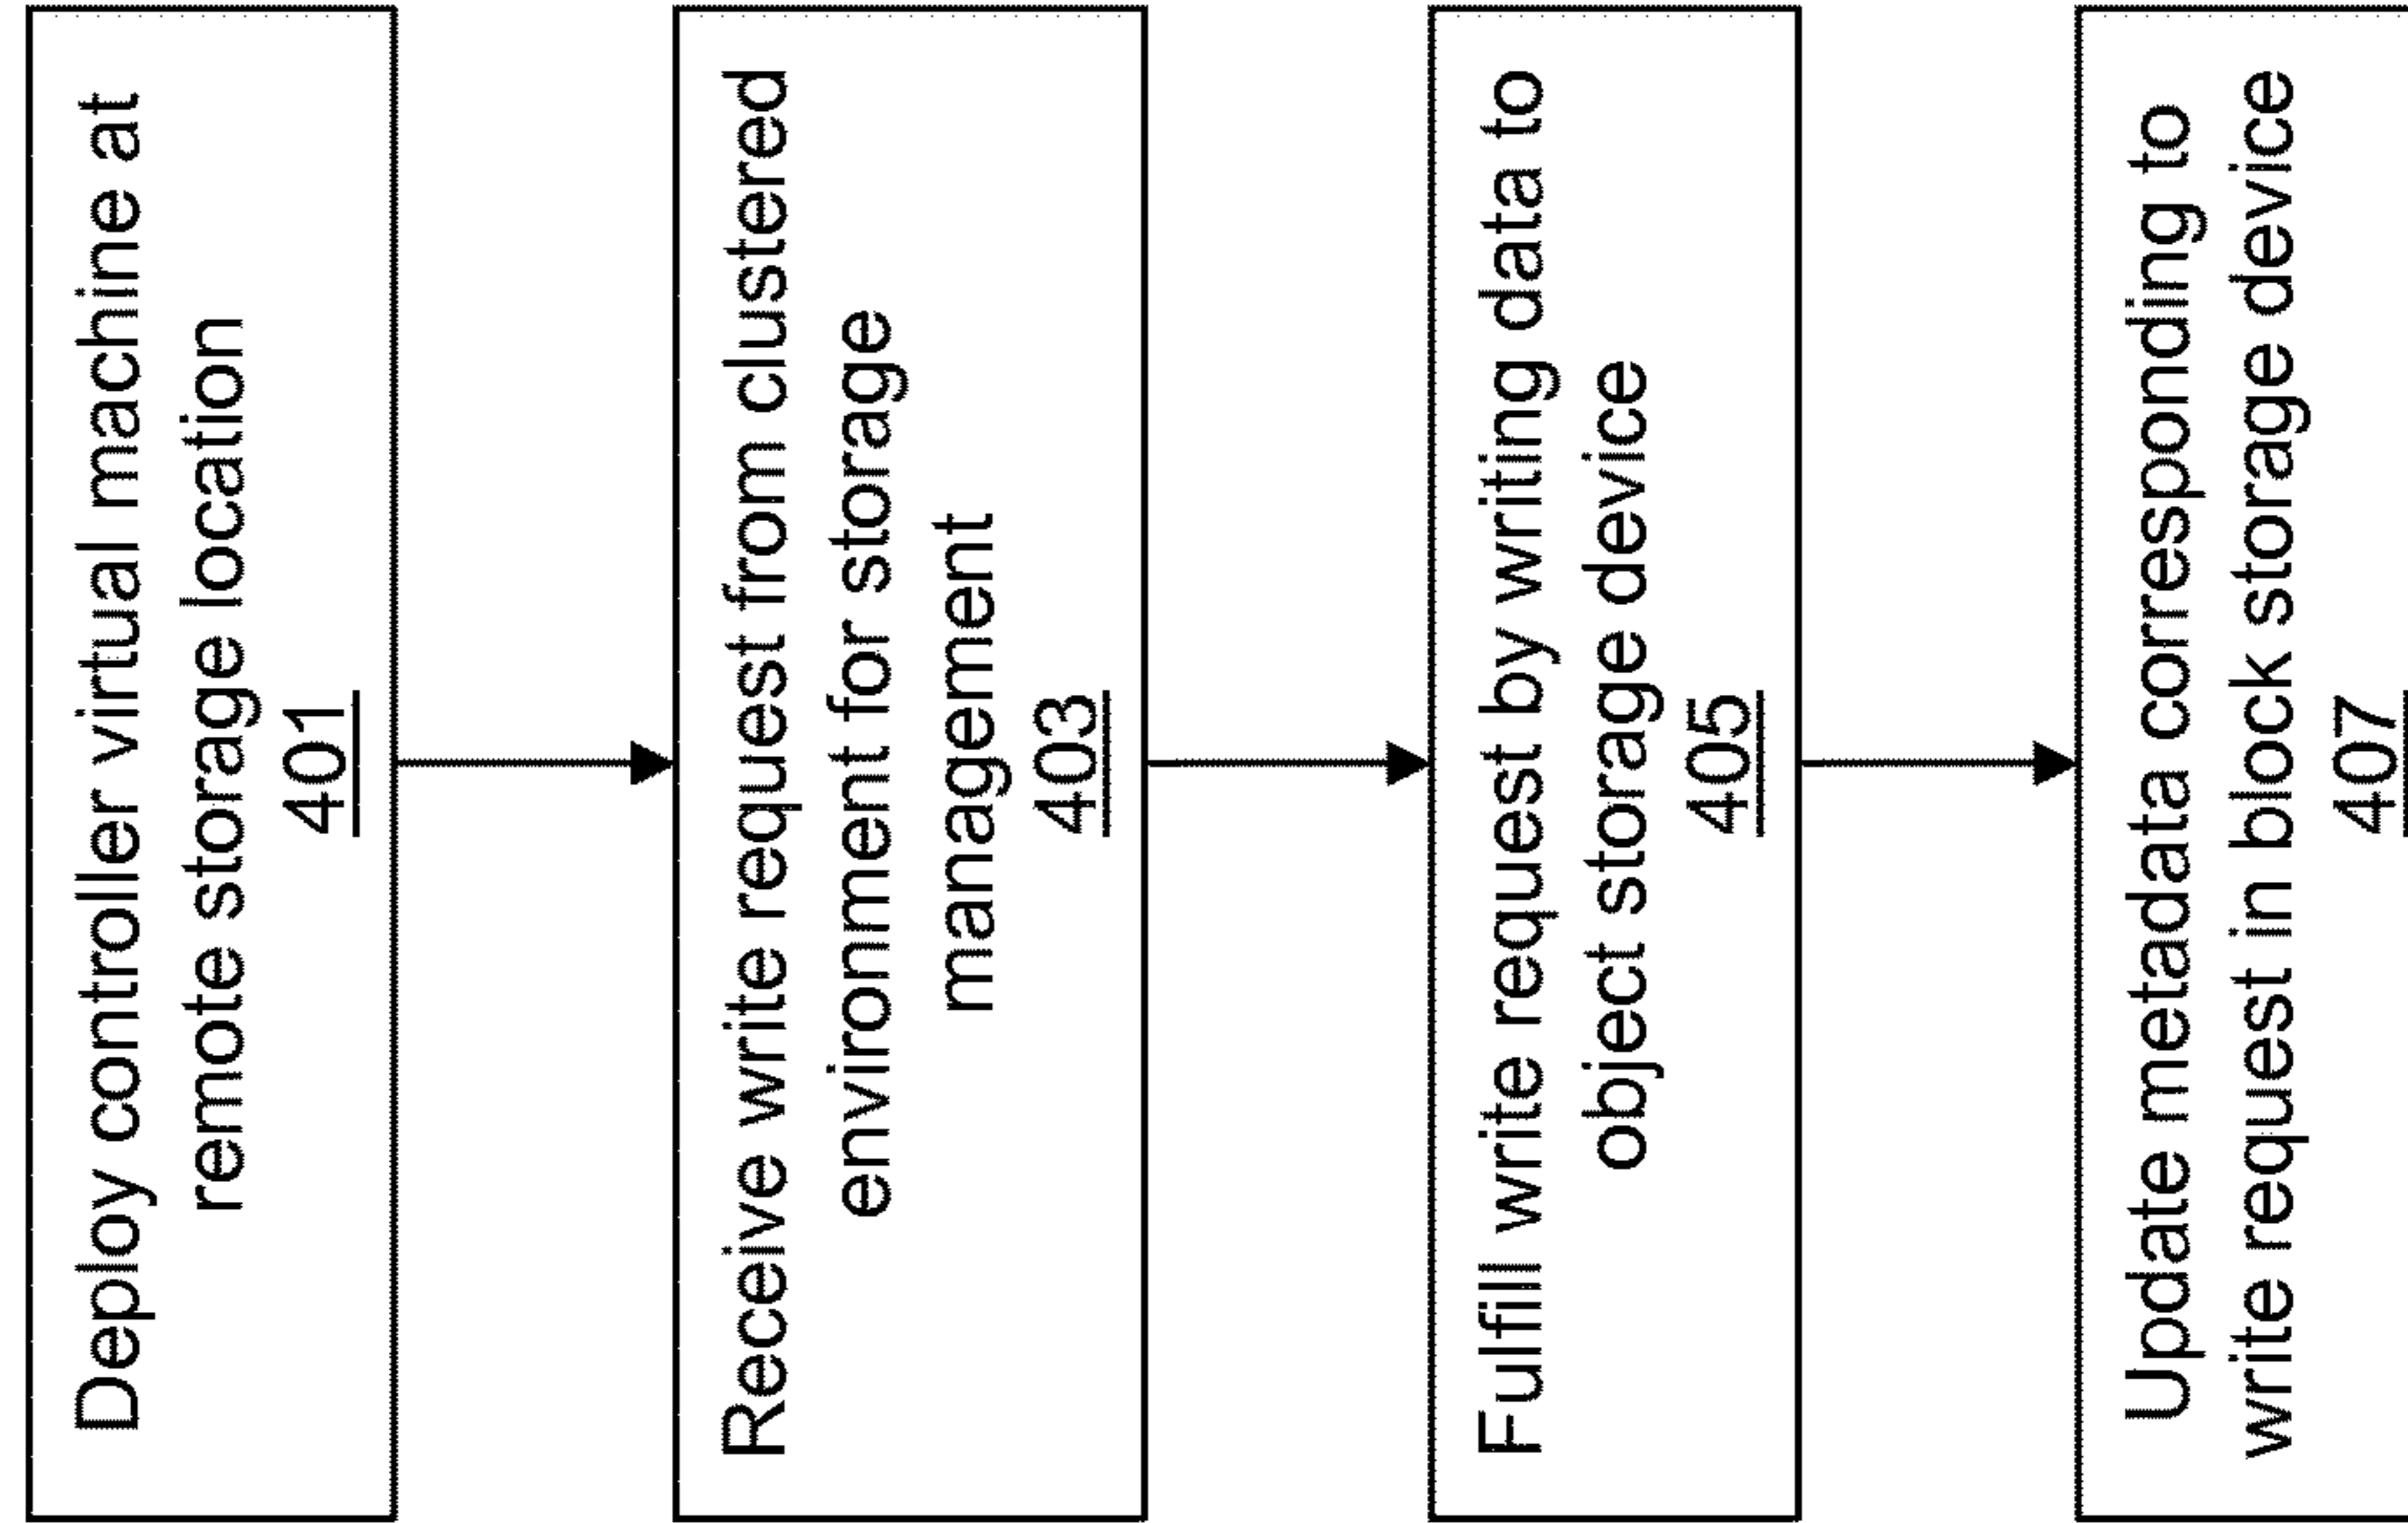 Deploy controller virtual machine at
remote storage location
401
Receive write request from clustered
environment for storage
management
403
Fulfill write request by writing data to
object storage device
405
Update metadata corresponding to
write request in block storage device
407